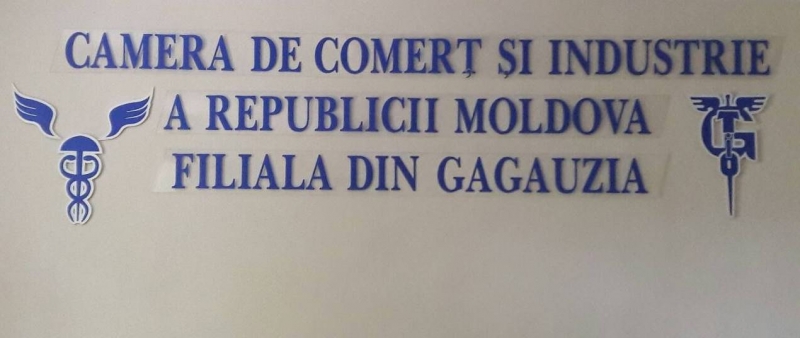 CAMERA DE COMERȚ ȘI INDUSTRIE
A REPUBLICII MOLDOVA
FILIALA DIN GAGAUZIA